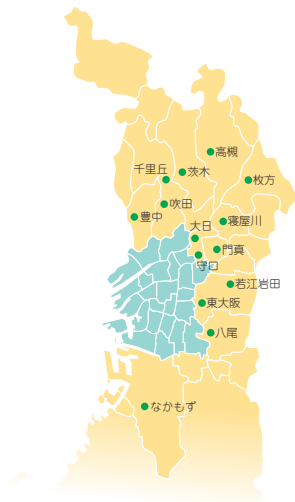 高槻
千里丘
茨木
枚方
吹田
豊中
寝屋川
大日
門真
守口
若江岩田
東大阪
八尾
なかもず